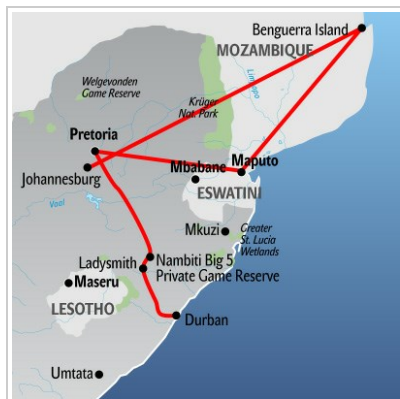 Benguerra Island
MOZAMBIQUE
Limpopo
Welgevonden
Game Reserve
Krüger
Nat. Park
Pretoria
Johannesburg
Mbabane
Maputo
ESWATINI
Vaal
Mkuzi
Greater
St. Lucia
Wetlands
Ladysmith
Nambiti Big 5
Private Game Reserve
Maseru
LESOTHO
Durban
Umtata